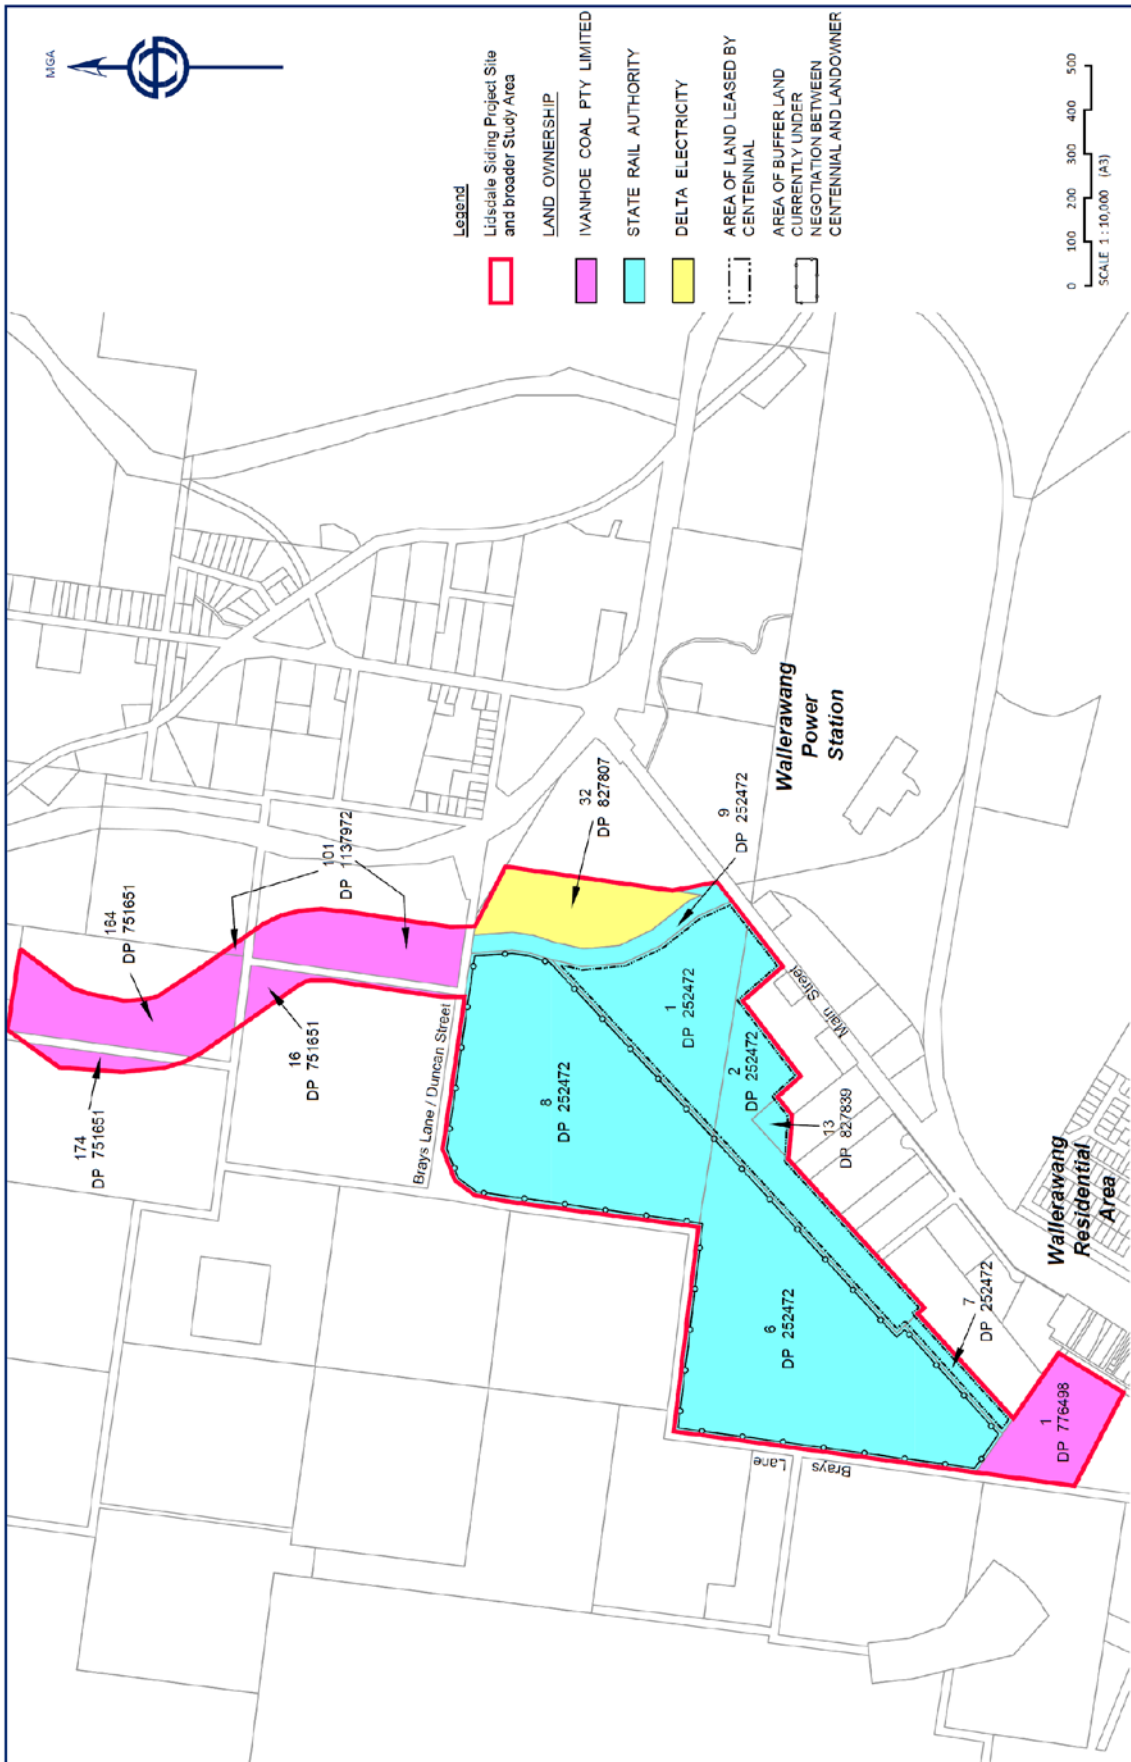 MGA
Legend
Lidsdale Siding Project Site
and broader Study Area
LAND OWNERSHIP
IVANHOE COAL PTY LIMITED
STATE RAIL AUTHORITY
DELTA ELECTRICITY
AREA OF LAND LEASED BY
CENTENNIAL
AREA OF BUFFER LAND
CURRENTLY UNDER
NEGOTIATION BETWEEN
CENTENNIAL AND LANDOWNER
0 100 200 300 400 500
SCALE 1 : 10,000 (A3)
174
DP 751651
164
DP 751651
16
DP 751651
101
DP 1137972
Brays Lane / Duncan Street
8
DP 252472
32
DP 827807
9
DP 252472
1
DP 252472
2
DP 252472
13
DP 827839
Main Street
Wallerawang
Power
Station
6
DP 252472
7
DP 252472
Brays
Lane
1
DP 776498
Wallerawang
Residential
Area